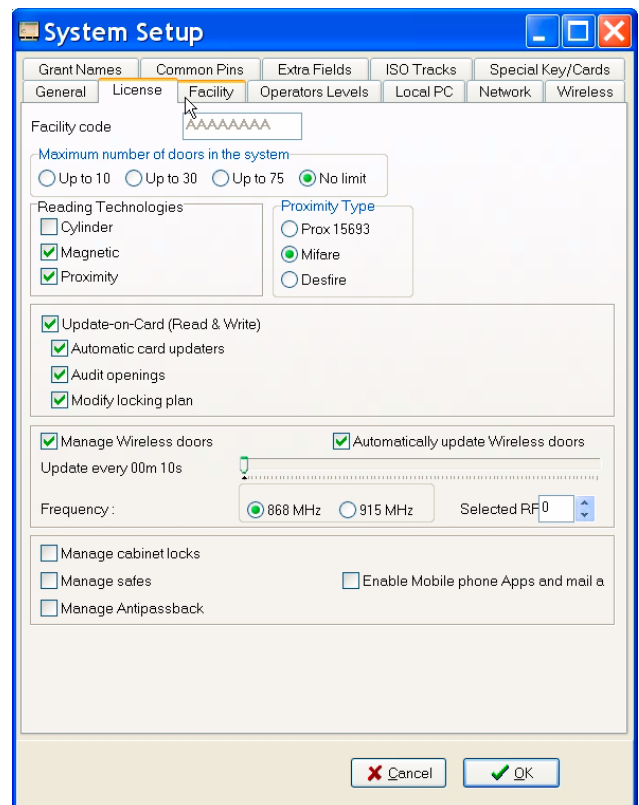 System Setup
Grant Names Common Pins Extra Fields ISO Tracks Special Key/Cards
General License Facility Operators Levels Local PC Network Wireless
Facility code AAAAAAAA
Maximum number of doors in the system
Up to 10 Up to 30 Up to 75 No limit
Reading Technologies Proximity Type
Cylinder Prox 15693
Magnetic Mifare
Proximity Desfire
Update-on-Card (Read & Write)
Automatic card updaters
Audit openings
Modify locking plan
Manage Wireless doors Automatically update Wireless doors
Update every 00m 10s
Frequency : 868 MHz 915 MHz Selected RF 0
Manage cabinet locks
Manage safes Enable Mobile phone Apps and mail a
Manage Antipassback
Cancel OK